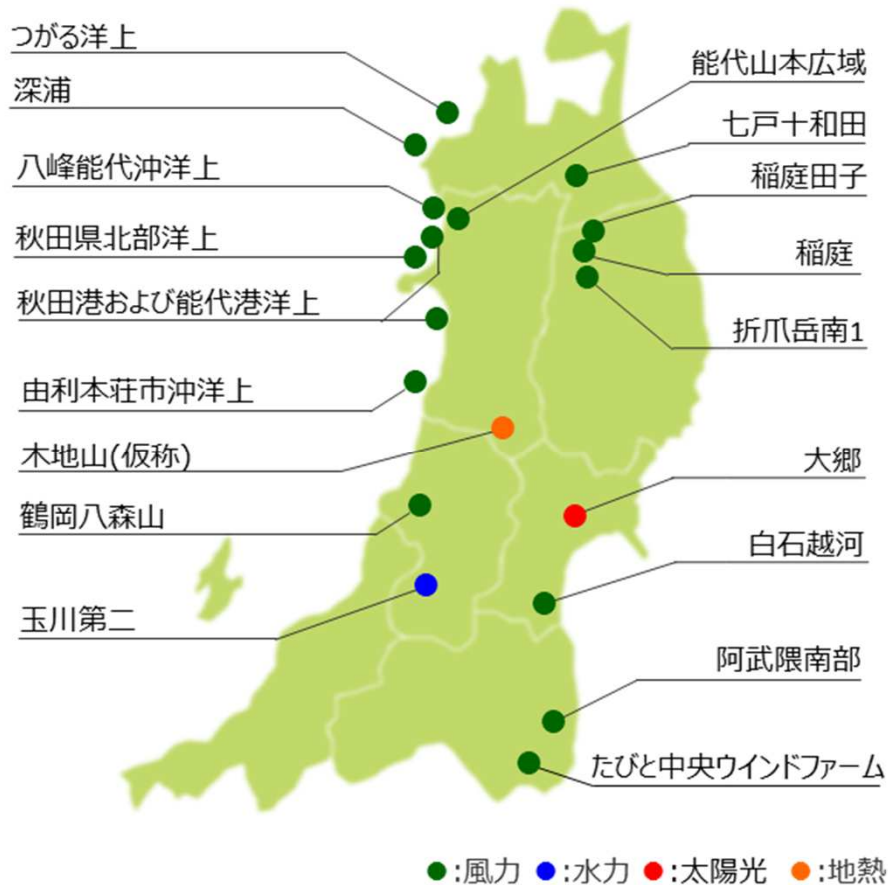 つがる洋上
深浦
八峰能代沖洋上
秋田県北部洋上
秋田港および能代港洋上
由利本荘市沖洋上
木地山(仮称)
鶴岡八森山
玉川第二
能代山本広域
七戸十和田
稲庭田子
稲庭
折爪岳南1
大郷
白石越河
阿武隈南部
たびと中央ウインドファーム
:風力 :水力 :太陽光 :地熱